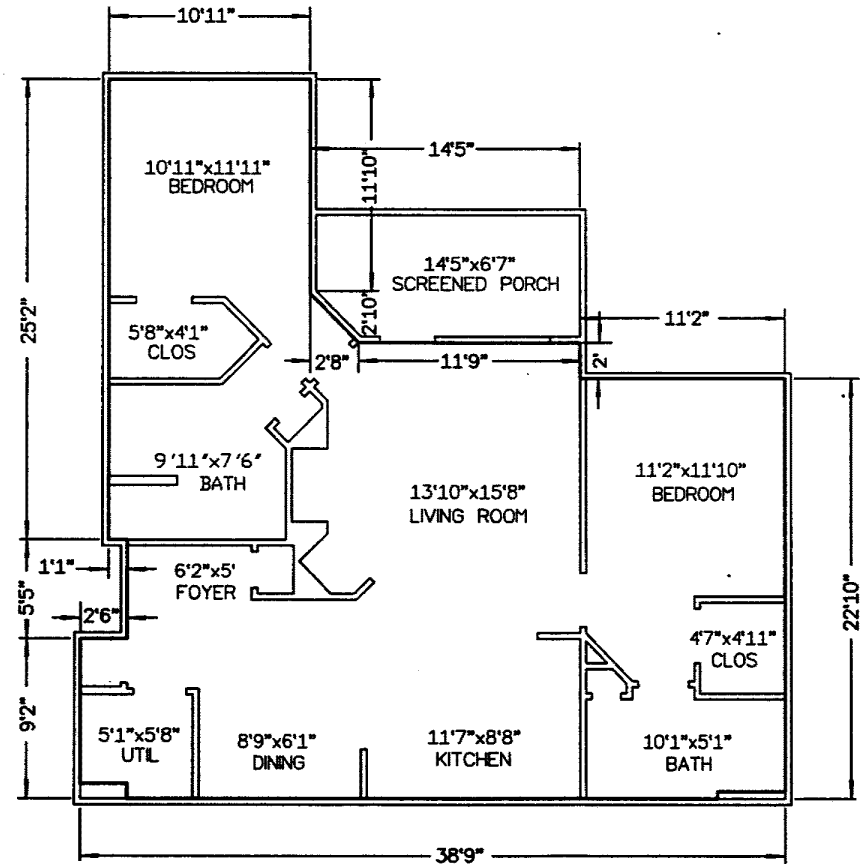 10'11"
10'11"x11'11"
BEDROOM
11'10"
14'5"
14'5"x6'7"
SCREENED PORCH
25'2"
5'8"x4'1"
CLOS
2'10"
2'8"
11'9"
11'2"
2'
9'11"x7'6"
BATH
13'10"x15'8"
LIVING ROOM
11'2"x11'10"
BEDROOM
1'1"
6'2"x5'
FOYER
5'5"
2'6"
22'10"
4'7"x4'11"
CLOS
9'2"
5'1"x5'8"
UTIL
8'9"x6'1"
DINING
11'7"x8'8"
KITCHEN
10'1"x5'1"
BATH
38'9"